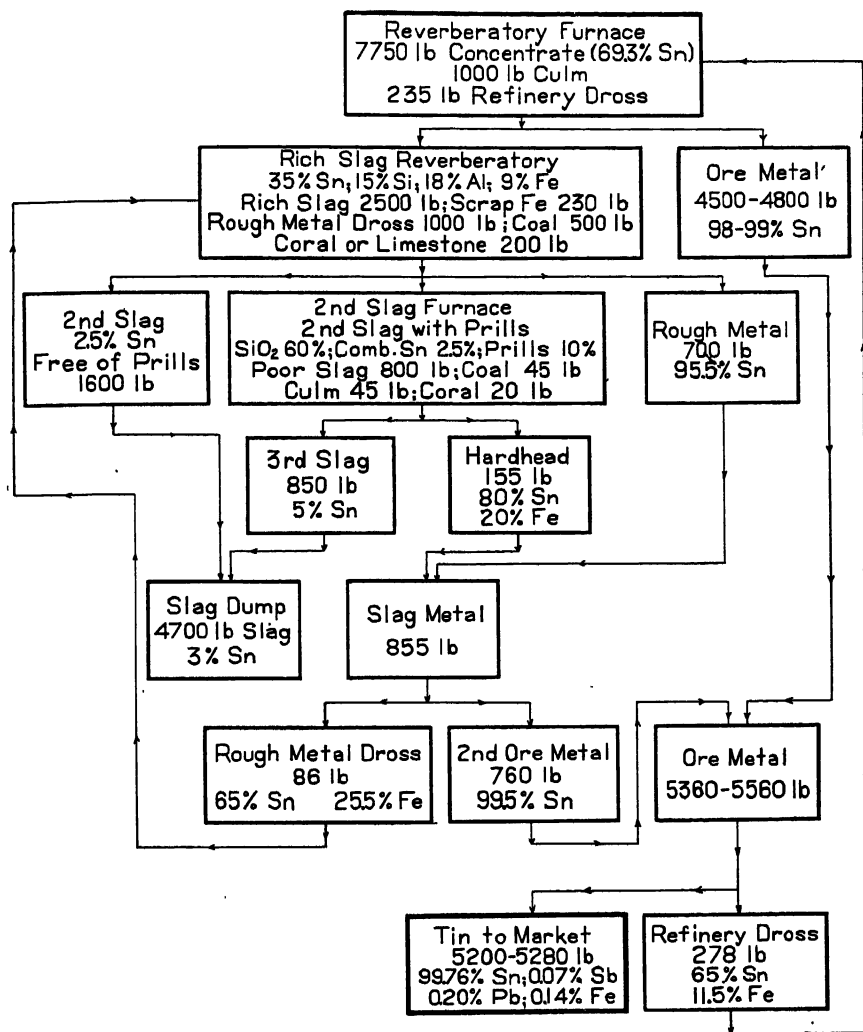 Reverberatory Furnace
7750 lb Concentrate (69.3% Sn)
1000 lb Culm
235 lb Refinery Dross
Rich Slag Reverberatory
35% Sn; 15% Si; 18% Al; 9% Fe
Rich Slag 2500 lb; Scrap Fe 230 lb
Rough Metal Dross 1000 lb; Coal 500 lb
Coral or Limestone 200 lb
Ore Metal
4500-4800 lb
98-99% Sn
2nd Slag
2.5% Sn
Free of Prills
1600 lb
2nd Slag Furnace
2nd Slag with Prills
SiO2 60%; Comb. Sn 2.5%; Prills 10%
Poor Slag 800 lb; Coal 45 lb
Culm 45 lb; Coral 20 lb
Rough Metal
700 lb
95.5% Sn
3rd Slag
850 lb
5% Sn
Hardhead
155 lb
80% Sn
20% Fe
Slag Dump
4700 lb Slag
3% Sn
Slag Metal
855 lb
Rough Metal Dross
86 lb
65% Sn 25.5% Fe
2nd Ore Metal
760 lb
99.5% Sn
Ore Metal
5360-5560 lb
Tin to Market
5200-5280 lb
99.76% Sn; 0.07% Sb
0.20% Pb; 0.14% Fe
Refinery Dross
278 lb
65% Sn
11.5% Fe